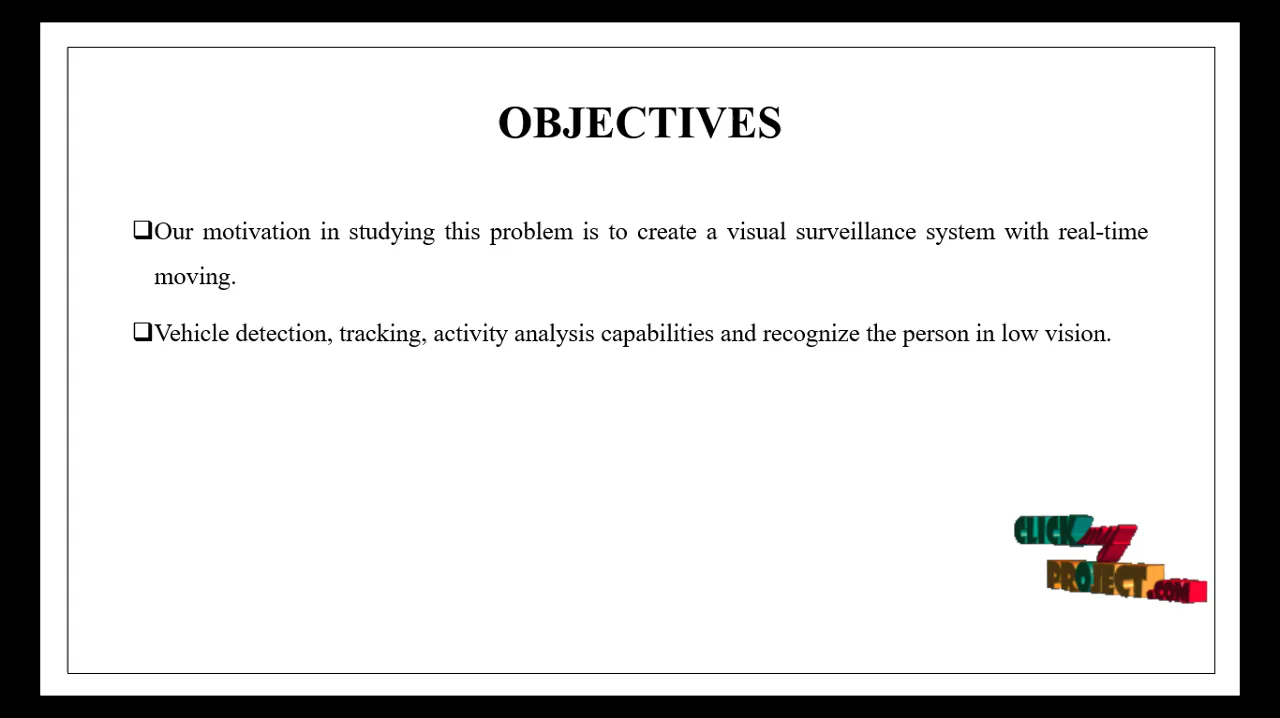 OBJECTIVES
❑Our motivation in studying this problem is to create a visual surveillance system with real-time
moving.
❑Vehicle detection, tracking, activity analysis capabilities and recognize the person in low vision.
CLICK my
PROJECT.COM